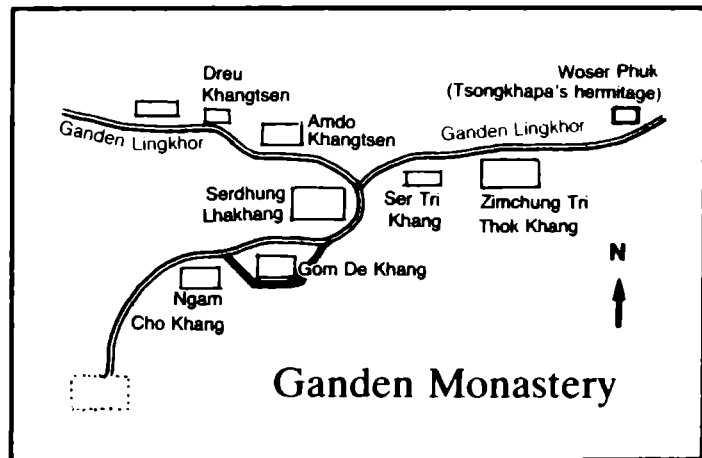 Dreu
Khangtsen
Woser Phuk
(Tsongkhapa's hermitage)
Ganden Lingkhor
Amdo
Khangtsen
Ganden Lingkhor
Serdhung
Lhakhang
Ser Tri
Khang
Zimchung Tri
Thok Khang
N
Gom De Khang
Ngam
Cho Khang
Ganden Monastery